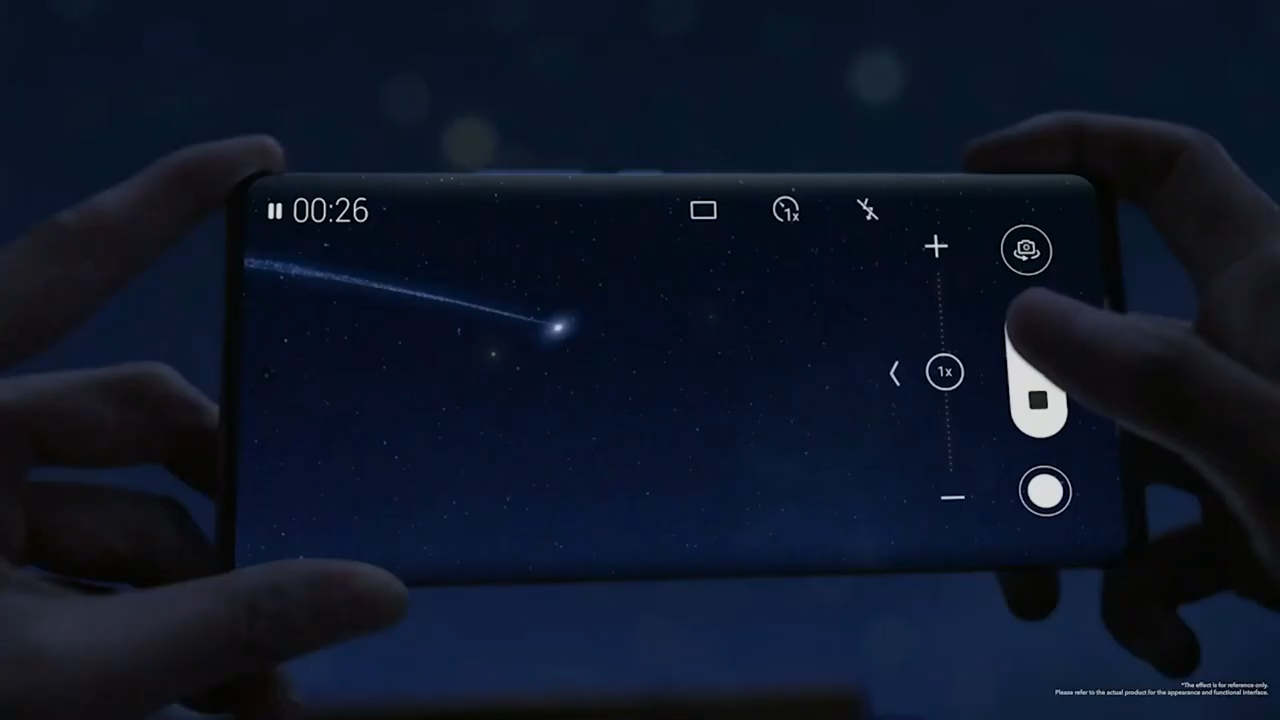 00:26
1x
1x
*The effect is for reference only.
Please refer to the actual product for the appearance and functional interface.